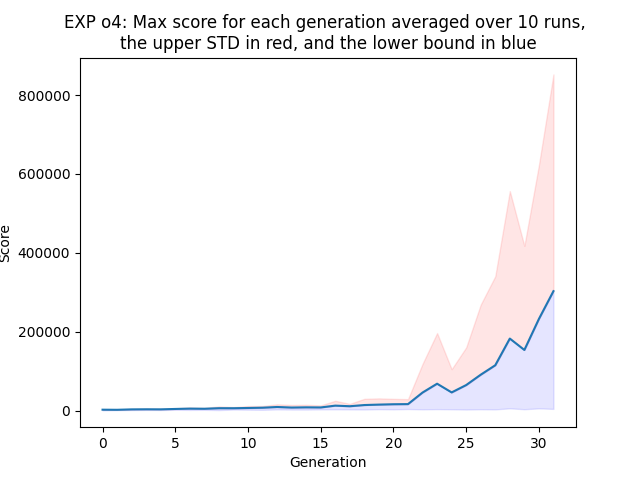 EXP o4: Max score for each generation averaged over 10 runs,
the upper STD in red, and the lower bound in blue
800000
600000
400000
200000
0
Score
0 5 10 15 20 25 30
Generation